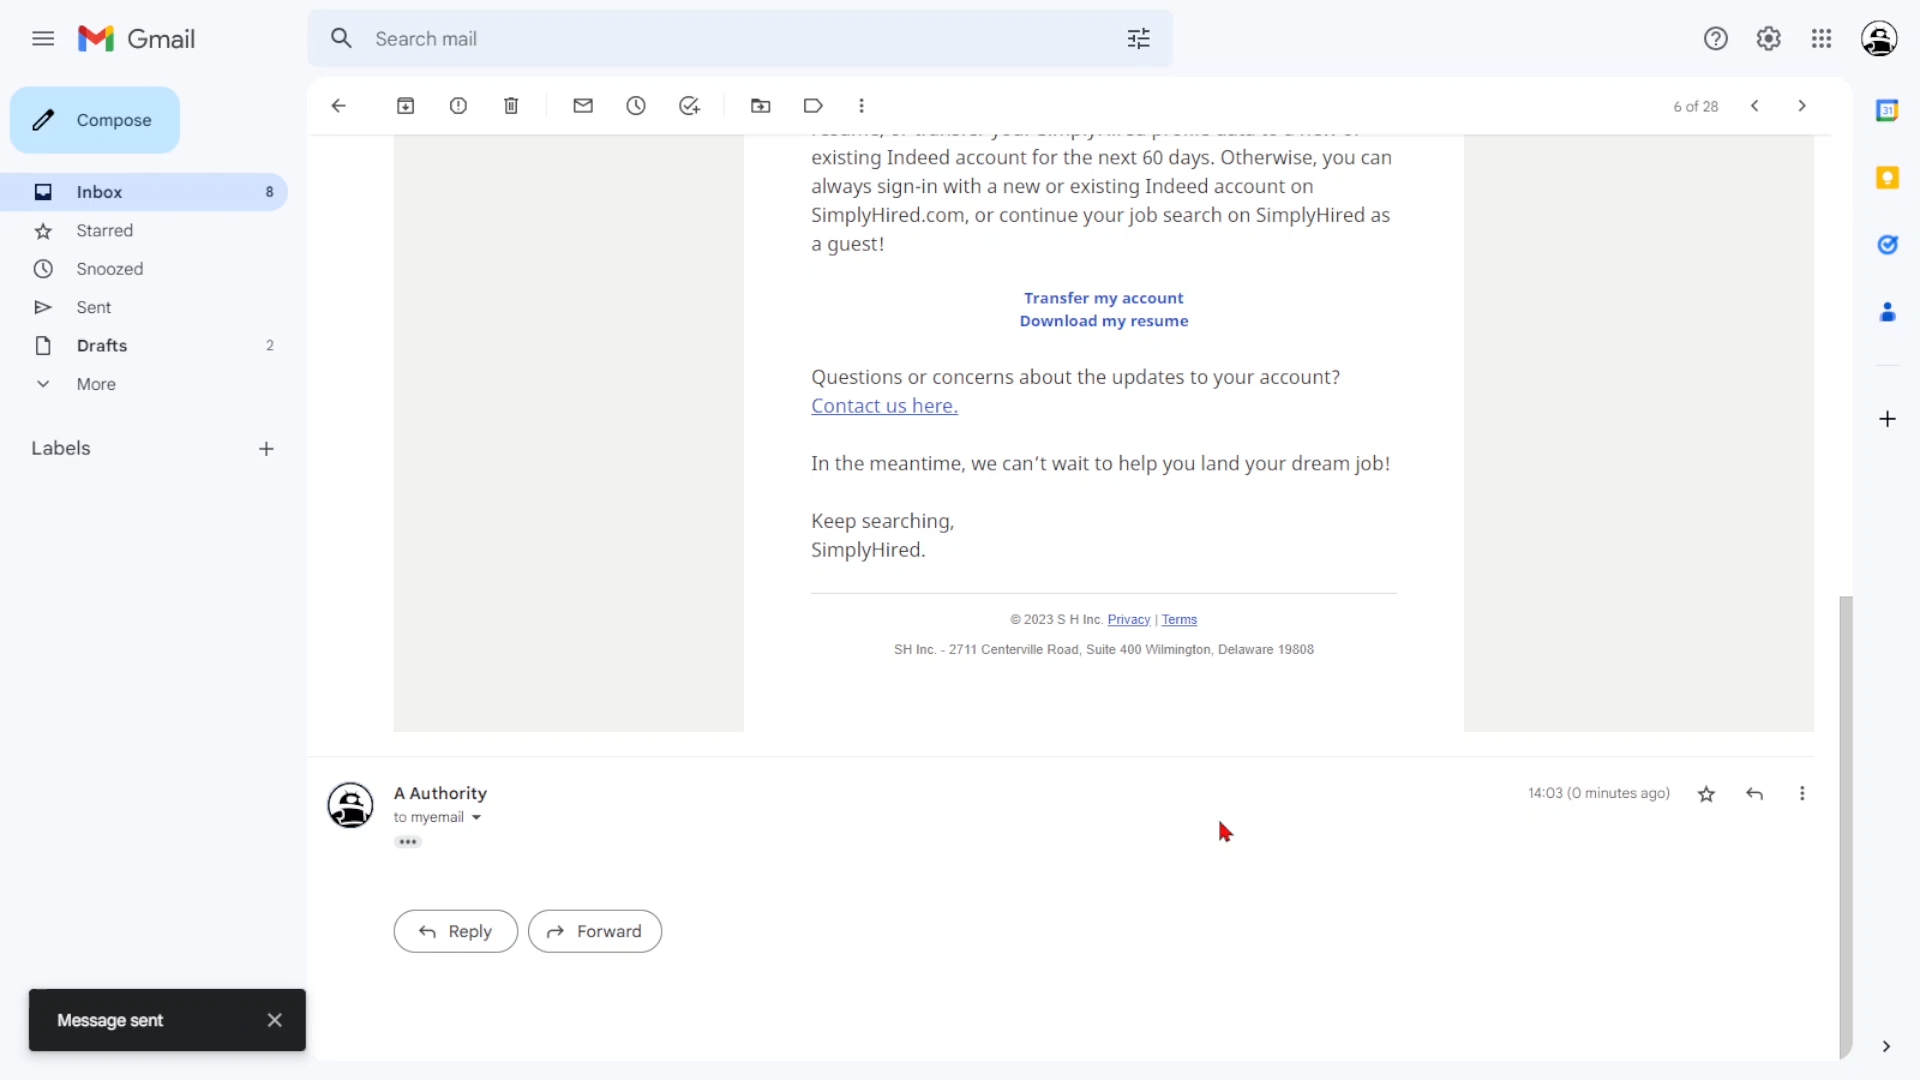 Gmail
Search mail
Compose
6 of 28
Inbox 8
Starred
Snoozed
Sent
Drafts 2
More
Labels
31
existing Indeed account for the next 60 days. Otherwise, you can
always sign-in with a new or existing Indeed account on
SimplyHired.com, or continue your job search on SimplyHired as
a guest!
Transfer my account
Download my resume
Questions or concerns about the updates to your account?
Contact us here.
In the meantime, we can’t wait to help you land your dream job!
Keep searching,
SimplyHired.
© 2023 S H Inc. Privacy | Terms
SH Inc. - 2711 Centerville Road, Suite 400 Wilmington, Delaware 19808
A Authority
14:03 (0 minutes ago)
to myemail
Reply
Forward
Message sent